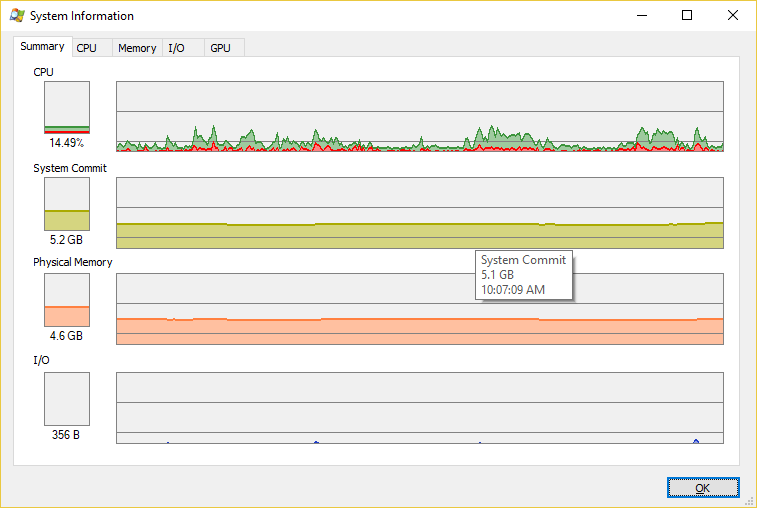 System Information
Summary CPU Memory I/O GPU
CPU
14.49%
System Commit
5.2 GB
System Commit
5.1 GB
10:07:09 AM
Physical Memory
4.6 GB
I/O
356 B
OK